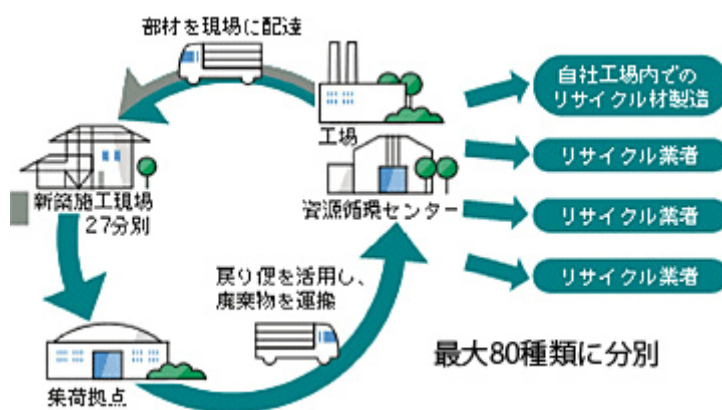 部材を現場に配達
工場
資源循環センター
新築施工現場
27分別
集荷拠点
戻り便を活用し、
廃棄物を運搬
自社工場内での
リサイクル材製造
リサイクル業者
リサイクル業者
リサイクル業者
最大80種類に分別